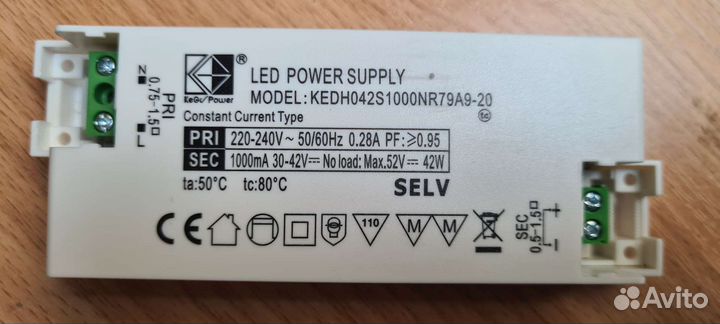 KeGu Power ®
LED POWER SUPPLY
MODEL: KEDH042S1000NR79A9-20
tc
Constant Current Type
PRI 220-240V ~ 50/60Hz 0.28A PF:≥0.95
SEC 1000mA 30-42V⎓ No load: Max.52V⎓ 42W
ta:50°C tc:80°C SELV
N
L
PRI
0.75-1.5□
CE
110
M M
SEC
0.5-1.5□
+
−
Avito